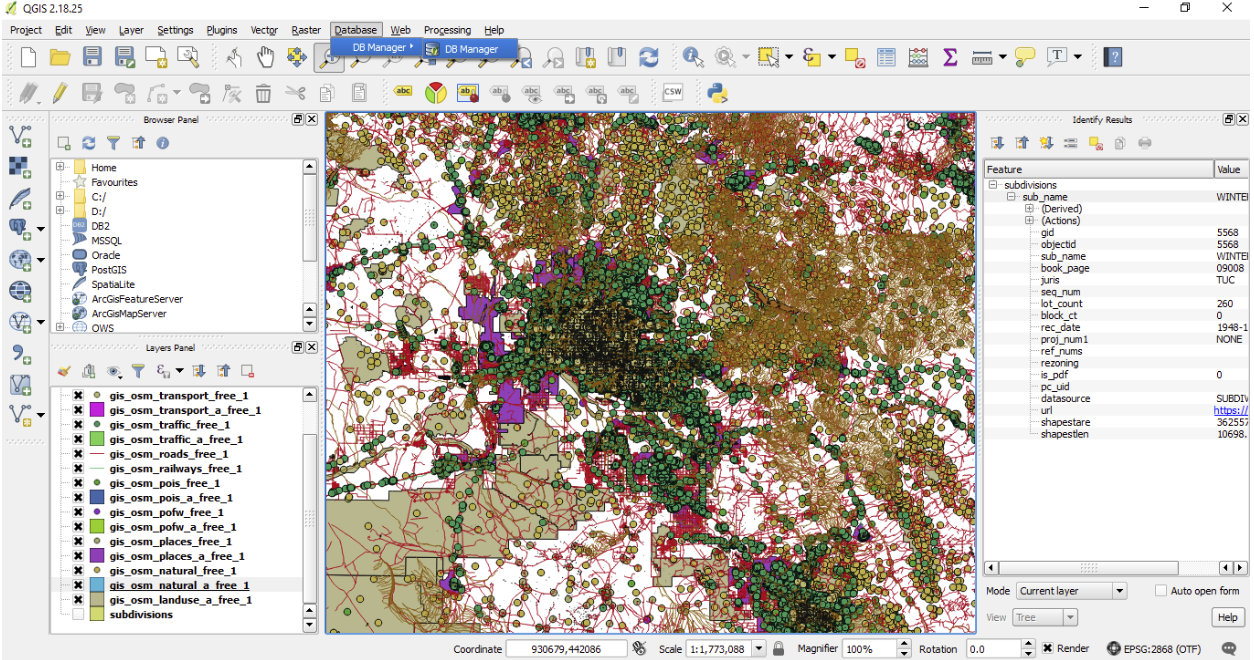 QGIS 2.18.25
Project Edit View Layer Settings Plugins Vector Raster Database Web Processing Help
DB Manager
DB Manager
abc
abc
abc
abc
abc
abc
abc
CSW
Browser Panel
Home
Favourites
C:/
D:/
DB2
MSSQL
Oracle
PostGIS
SpatiaLite
ArcGisFeatureServer
ArcGisMapServer
OWS
Layers Panel
gis_osm_transport_free_1
gis_osm_transport_a_free_1
gis_osm_traffic_free_1
gis_osm_traffic_a_free_1
gis_osm_roads_free_1
gis_osm_railways_free_1
gis_osm_pois_free_1
gis_osm_pois_a_free_1
gis_osm_pofw_free_1
gis_osm_pofw_a_free_1
gis_osm_places_free_1
gis_osm_places_a_free_1
gis_osm_natural_free_1
gis_osm_natural_a_free_1
gis_osm_landuse_a_free_1
subdivisions
Identify Results
Feature Value
subdivisions
sub_name WINTE
(Derived)
(Actions)
gid 5568
objectid 5568
sub_name WINTE
book_page 09008
juris TUC
seq_num
lot_count 260
block_ct 0
rec_date 1948-1
proj_num1 NONE
ref_nums
rezoning
is_pdf 0
pc_uid
datasource SUBDIV
url https://
shapestare 362557
shapestlen 10698.
Mode Current layer Auto open form
View Tree Help
Coordinate 930679,442086 Scale 1:1,773,088 Magnifier 100% Rotation 0.0 Render EPSG:2868 (OTF)